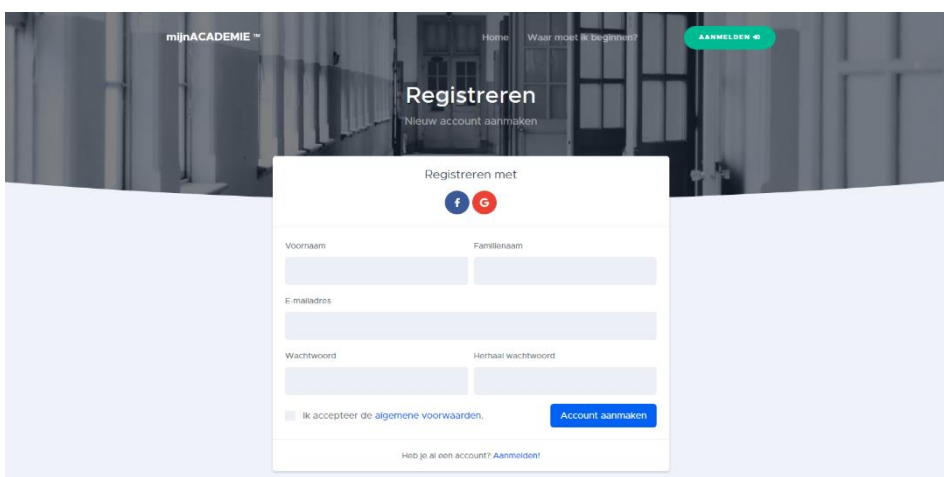 mijnACADEMIE ™
Home Waar moet ik beginnen? AANMELDEN
Registreren
Nieuw account aanmaken
Registreren met
f G
Voornaam Familienaam
E-mailadres
Wachtwoord Herhaal wachtwoord
Ik accepteer de algemene voorwaarden. Account aanmaken
Heb je al een account? Aanmelden!